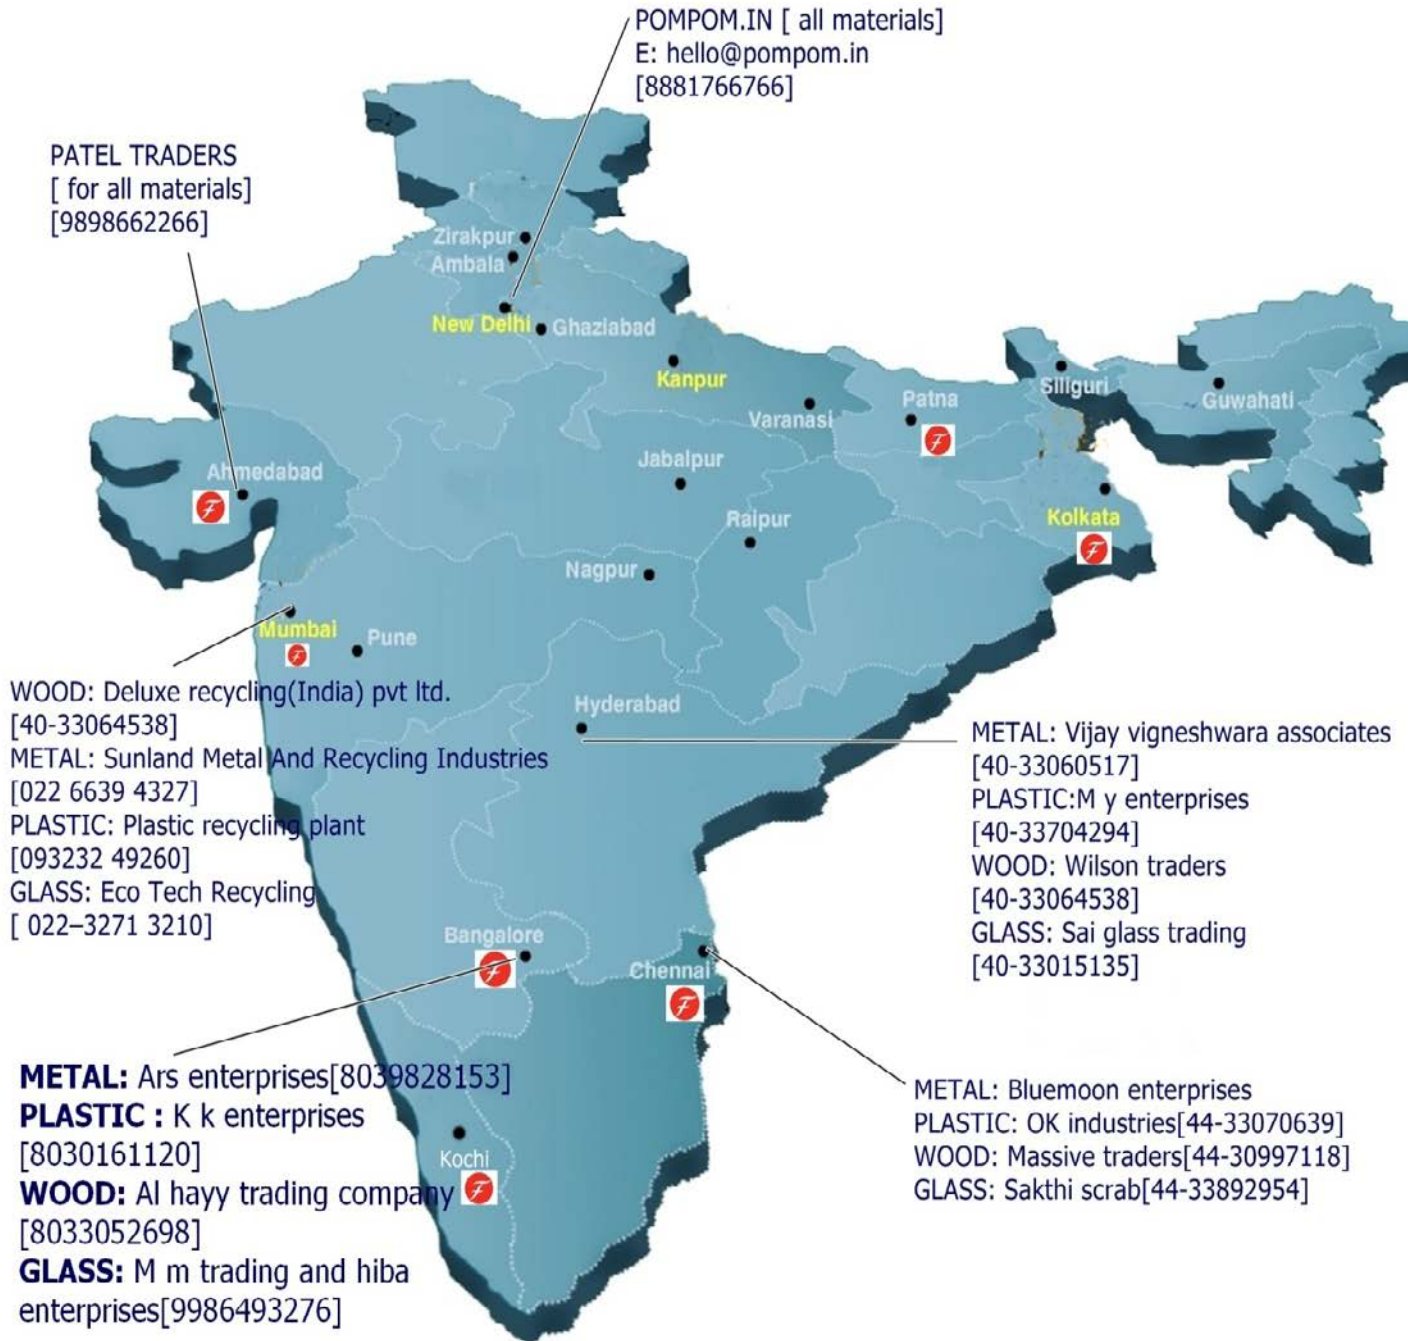 POMPOM.IN [ all materials]
E: hello@pompom.in
[8881766766]
PATEL TRADERS
[ for all materials]
[9898662266]
Zirakpur
Ambala
New Delhi
Ghaziabad
Kanpur
Varanasi
Patna
Siliguri
Guwahati
Ahmedabad
Jabalpur
Kolkata
Raipur
Nagpur
Mumbai
Pune
Hyderabad
WOOD: Deluxe recycling(India) pvt ltd.
[40-33064538]
METAL: Sunland Metal And Recycling Industries
[022 6639 4327]
PLASTIC: Plastic recycling plant
[093232 49260]
GLASS: Eco Tech Recycling
[ 022–3271 3210]
METAL: Vijay vigneshwara associates
[40-33060517]
PLASTIC:M y enterprises
[40-33704294]
WOOD: Wilson traders
[40-33064538]
GLASS: Sai glass trading
[40-33015135]
Bangalore
Chennai
METAL: Ars enterprises[8039828153]
PLASTIC : K k enterprises
[8030161120]
WOOD: Al hayy trading company
[8033052698]
GLASS: M m trading and hiba
enterprises[9986493276]
Kochi
METAL: Bluemoon enterprises
PLASTIC: OK industries[44-33070639]
WOOD: Massive traders[44-30997118]
GLASS: Sakthi scrab[44-33892954]
F
F
F
F
F
F
F